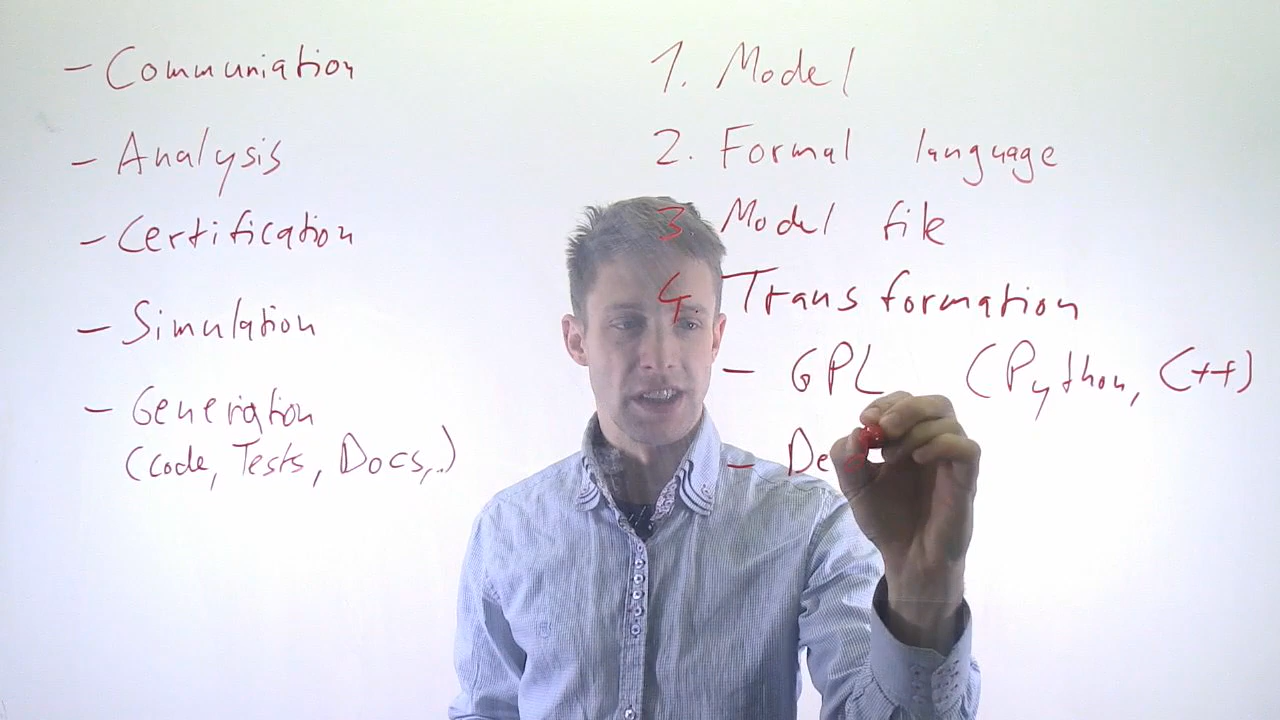 - Communiation
- Analysis
- Certification
- Simulation
- Generation
(Code, Tests, Docs,..)
1. Model
2. Formal language
3. Model file
4. Transformation
- GPL (Python, C++)
-